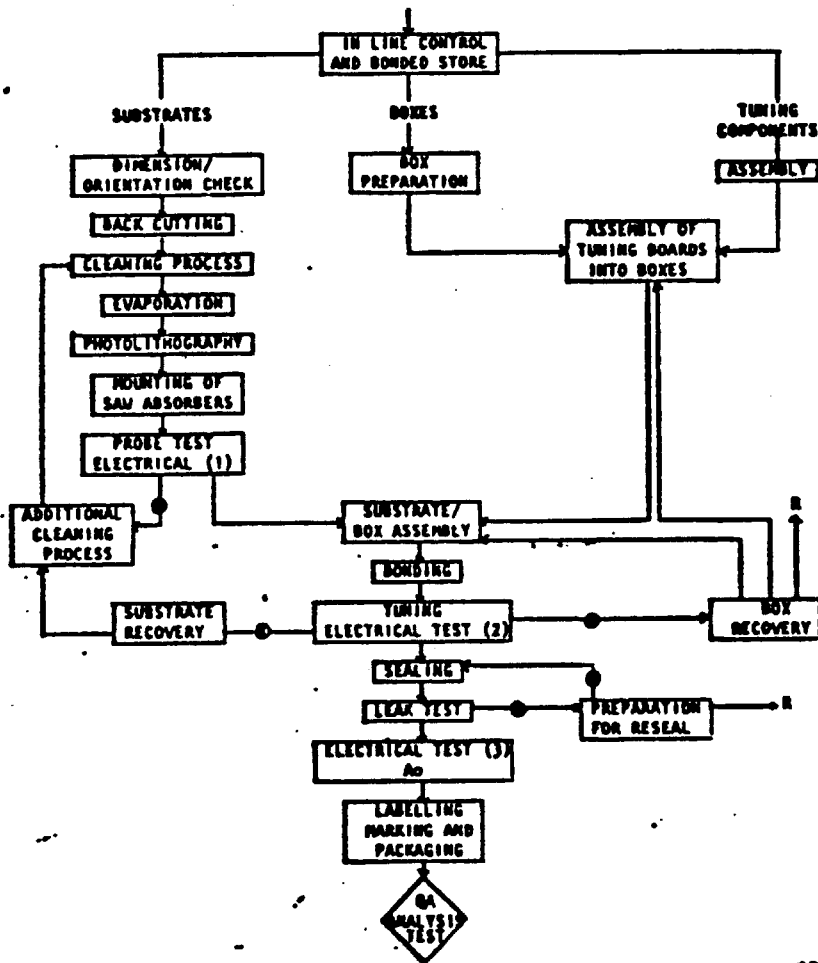 IN LINE CONTROL
AND BONDED STORE
SUBSTRATES
BOXES
TUNING
COMPONENTS
DIMENSION/
ORIENTATION CHECK
BOX
PREPARATION
ASSEMBLY
BACK CUTTING
ASSEMBLY OF
TUNING BOARDS
INTO BOXES
CLEANING PROCESS
EVAPORATION
PHOTOLITHOGRAPHY
MOUNTING OF
SAW ABSORBERS
PROBE TEST
ELECTRICAL (1)
ADDITIONAL
CLEANING
PROCESS
SUBSTRATE/
BOX ASSEMBLY
R
BONDING
SUBSTRATE
RECOVERY
TUNING
ELECTRICAL TEST (2)
BOX
RECOVERY
SEALING
LEAK TEST
PREPARATION
FOR RESEAL
R
ELECTRICAL TEST (3)
AO
LABELLING
MARKING AND
PACKAGING
QA
ANALYSIS
TEST